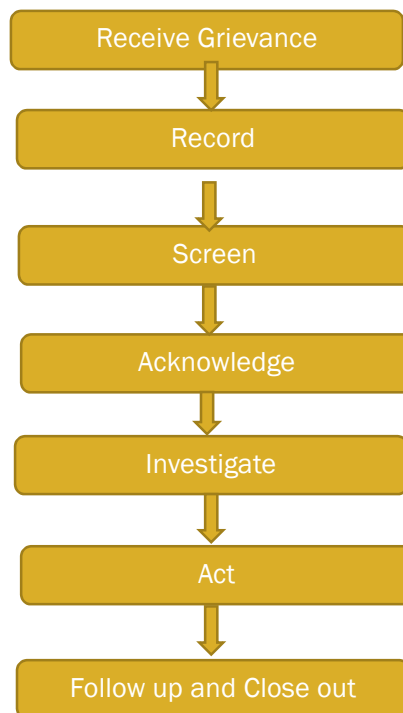 Receive Grievance
Record
Screen
Acknowledge
Investigate
Act
Follow up and Close out